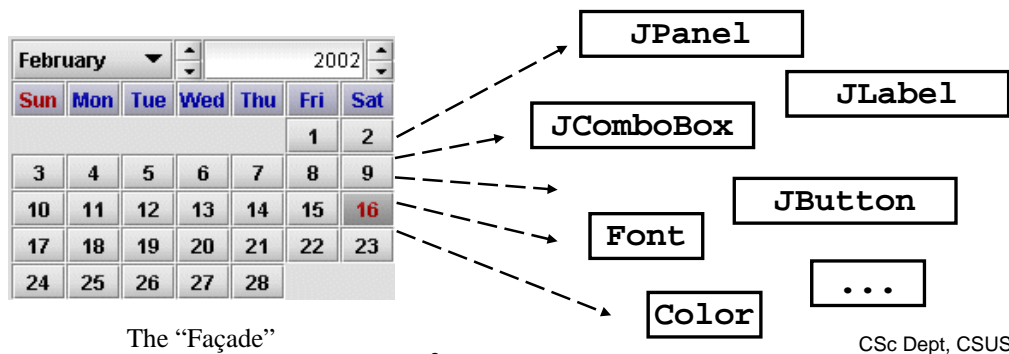 February 2002
Sun Mon Tue Wed Thu Fri Sat
1 2
3 4 5 6 7 8 9
10 11 12 13 14 15 16
17 18 19 20 21 22 23
24 25 26 27 28
The “Façade”
JPanel
JLabel
JComboBox
JButton
Font
...
Color
CSc Dept, CSUS